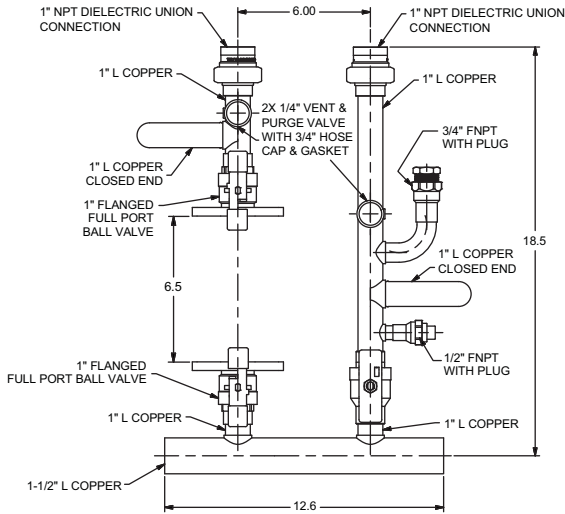 1" NPT DIELECTRIC UNION
CONNECTION
6.00
1" NPT DIELECTRIC UNION
CONNECTION
1" L COPPER
2X 1/4" VENT &
PURGE VALVE
WITH 3/4" HOSE
CAP & GASKET
1" L COPPER
3/4" FNPT
WITH PLUG
1" L COPPER
CLOSED END
1" FLANGED
FULL PORT
BALL VALVE
18.5
1" L COPPER
CLOSED END
6.5
1/2" FNPT
WITH PLUG
1" FLANGED
FULL PORT BALL VALVE
1" L COPPER
1" L COPPER
1-1/2" L COPPER
12.6